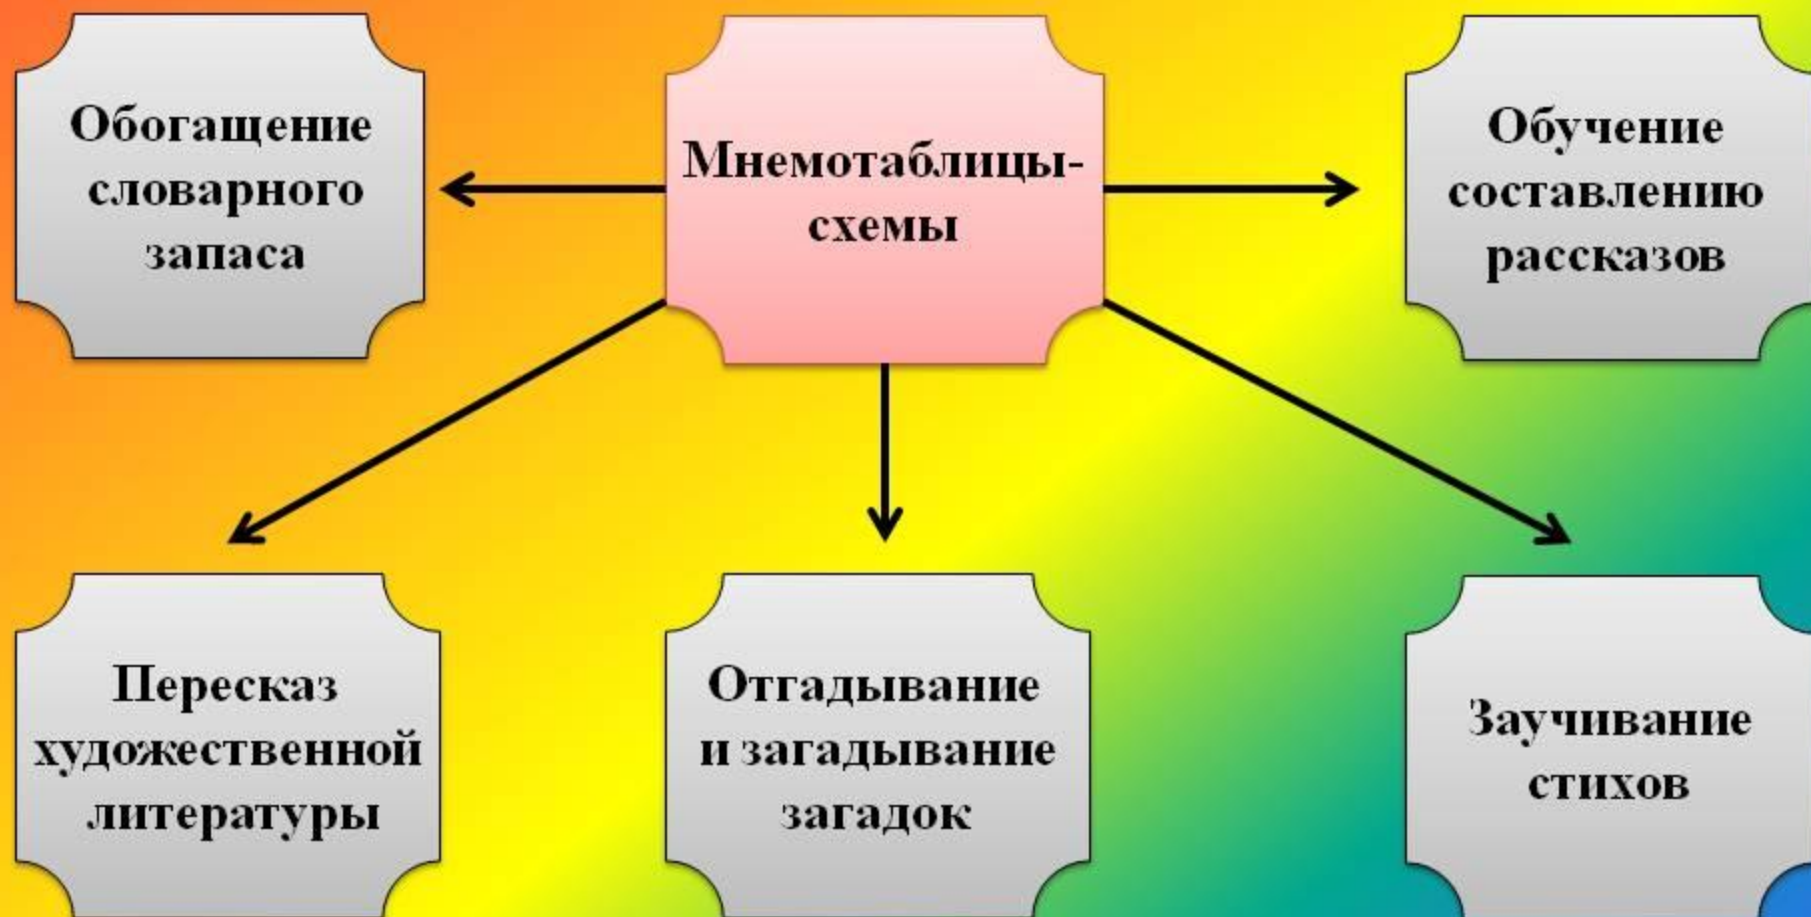 Обогащение
словарного
запаса
Мнемотаблицы-
схемы
Обучение
составлению
рассказов
Пересказ
художественной
литературы
Отгадывание
и загадывание
загадок
Заучивание
стихов